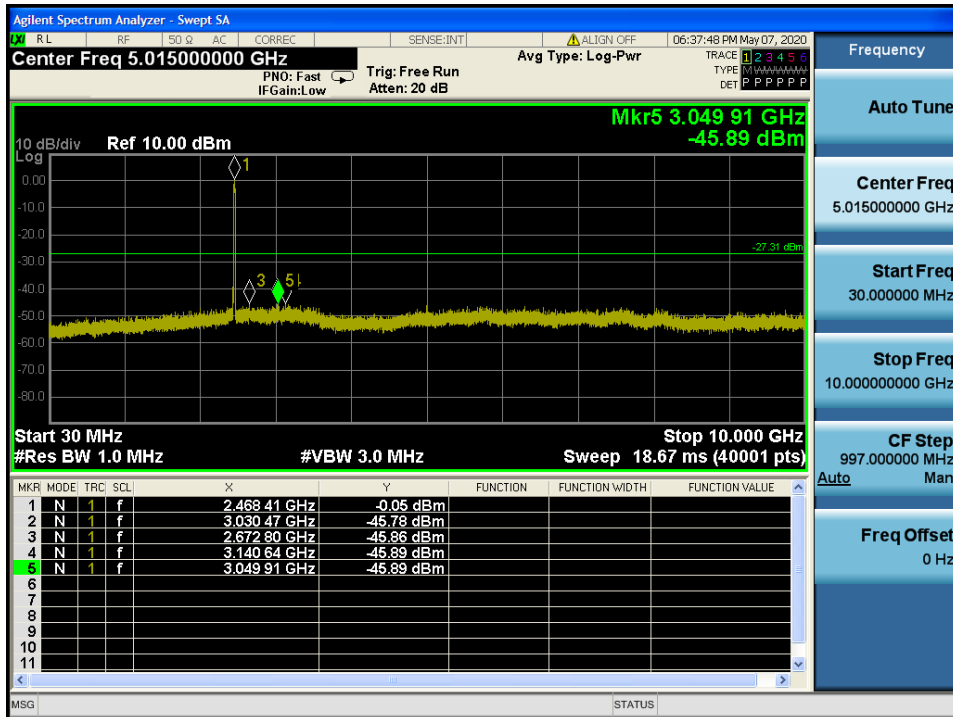 Agilent Spectrum Analyzer - Swept SA
LXI RL RF 50 Ω AC CORREC SENSE:INT ALIGN OFF 06:37:48 PM May 07, 2020
Center Freq 5.015000000 GHz
PNO: Fast
IFGain:Low
Trig: Free Run
Atten: 20 dB
Avg Type: Log-Pwr
TRACE 1 2 3 4 5 6
TYPE M
DET P P P P P P
Mkr5 3.049 91 GHz
-45.89 dBm
10 dB/div Ref 10.00 dBm
Log
0.00
-10.0
-20.0
-30.0
-40.0
-50.0
-60.0
-70.0
-80.0
1
3
5
-27.31 dBm
Start 30 MHz Stop 10.000 GHz
#Res BW 1.0 MHz #VBW 3.0 MHz Sweep 18.67 ms (40001 pts)
MKR MODE TRC SCL X Y FUNCTION FUNCTION WIDTH FUNCTION VALUE
1 N 1 f 2.468 41 GHz -0.05 dBm
2 N 1 f 3.030 47 GHz -45.78 dBm
3 N 1 f 2.672 80 GHz -45.86 dBm
4 N 1 f 3.140 64 GHz -45.89 dBm
5 N 1 f 3.049 91 GHz -45.89 dBm
6
7
8
9
10
11
MSG STATUS
Frequency
Auto Tune
Center Freq
5.015000000 GHz
Start Freq
30.000000 MHz
Stop Freq
10.000000000 GHz
CF Step
997.000000 MHz
Auto Man
Freq Offset
0 Hz